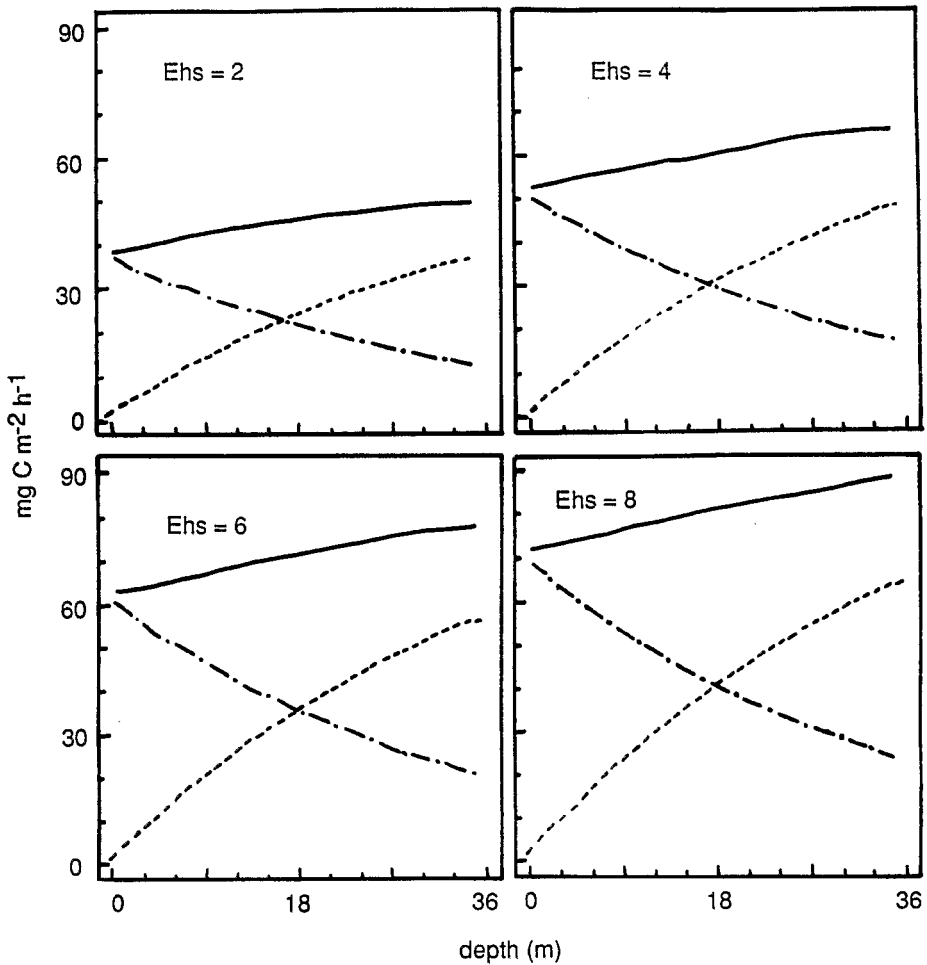 90
Ehs = 2
Ehs = 4
60
30
0
mg C m-2 h-1
90
Ehs = 6
Ehs = 8
60
30
0
0 18 36 0 18 36
depth (m)